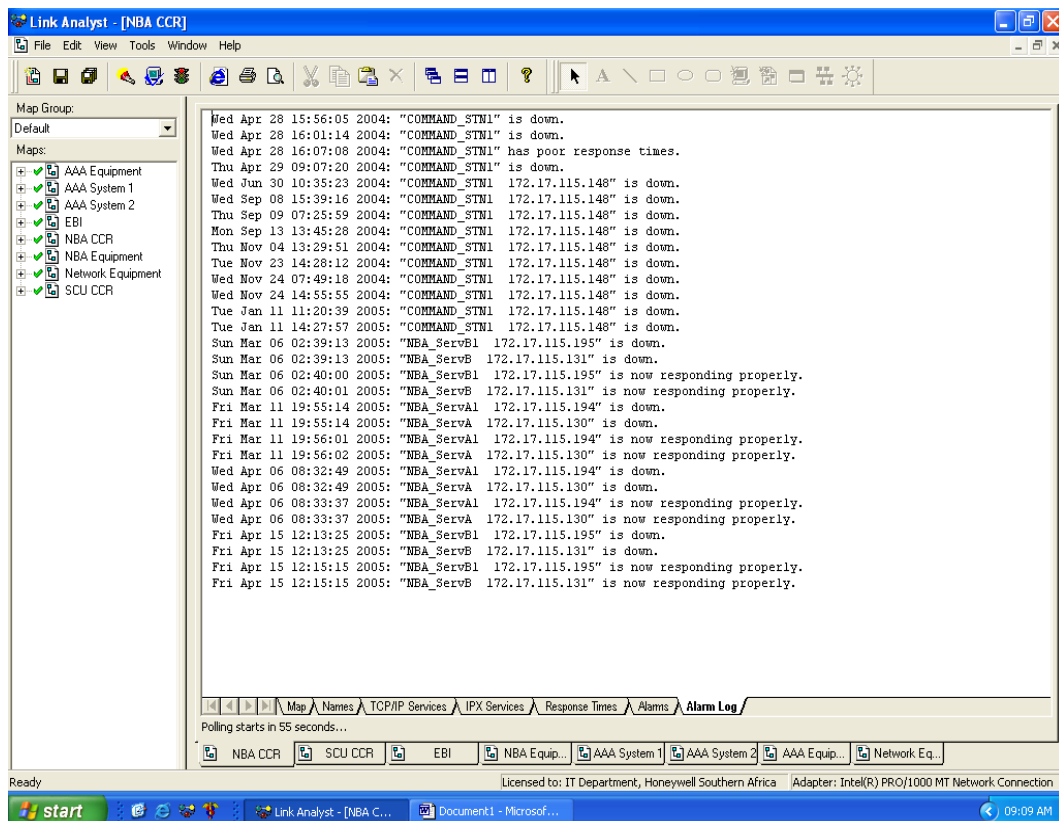 Link Analyst - [NBA CCR]
File Edit View Tools Window Help
Map Group:
Default
Maps:
AAA Equipment
AAA System 1
AAA System 2
EBI
NBA CCR
NBA Equipment
Network Equipment
SCU CCR
Wed Apr 28 15:56:05 2004: "COMMAND_STN1" is down.
Wed Apr 28 16:01:14 2004: "COMMAND_STN1" is down.
Wed Apr 28 16:07:08 2004: "COMMAND_STN1" has poor response times.
Thu Apr 29 09:07:20 2004: "COMMAND_STN1" is down.
Wed Jun 30 10:35:23 2004: "COMMAND_STN1 172.17.115.148" is down.
Wed Sep 08 15:39:16 2004: "COMMAND_STN1 172.17.115.148" is down.
Thu Sep 09 07:25:59 2004: "COMMAND_STN1 172.17.115.148" is down.
Mon Sep 13 13:45:28 2004: "COMMAND_STN1 172.17.115.148" is down.
Thu Nov 04 13:29:51 2004: "COMMAND_STN1 172.17.115.148" is down.
Tue Nov 23 14:28:12 2004: "COMMAND_STN1 172.17.115.148" is down.
Wed Nov 24 07:49:18 2004: "COMMAND_STN1 172.17.115.148" is down.
Wed Nov 24 14:55:55 2004: "COMMAND_STN1 172.17.115.148" is down.
Tue Jan 11 11:20:39 2005: "COMMAND_STN1 172.17.115.148" is down.
Tue Jan 11 14:27:57 2005: "COMMAND_STN1 172.17.115.148" is down.
Sun Mar 06 02:39:13 2005: "NBA_ServB1 172.17.115.195" is down.
Sun Mar 06 02:39:13 2005: "NBA_ServB 172.17.115.131" is down.
Sun Mar 06 02:40:00 2005: "NBA_ServB1 172.17.115.195" is now responding properly.
Sun Mar 06 02:40:01 2005: "NBA_ServB 172.17.115.131" is now responding properly.
Fri Mar 11 19:55:14 2005: "NBA_ServA1 172.17.115.194" is down.
Fri Mar 11 19:55:14 2005: "NBA_ServA 172.17.115.130" is down.
Fri Mar 11 19:56:01 2005: "NBA_ServA1 172.17.115.194" is now responding properly.
Fri Mar 11 19:56:02 2005: "NBA_ServA 172.17.115.130" is now responding properly.
Wed Apr 06 08:32:49 2005: "NBA_ServA1 172.17.115.194" is down.
Wed Apr 06 08:32:49 2005: "NBA_ServA 172.17.115.130" is down.
Wed Apr 06 08:33:37 2005: "NBA_ServA1 172.17.115.194" is now responding properly.
Wed Apr 06 08:33:37 2005: "NBA_ServA 172.17.115.130" is now responding properly.
Fri Apr 15 12:13:25 2005: "NBA_ServB1 172.17.115.195" is down.
Fri Apr 15 12:13:25 2005: "NBA_ServB 172.17.115.131" is down.
Fri Apr 15 12:15:15 2005: "NBA_ServB1 172.17.115.195" is now responding properly.
Fri Apr 15 12:15:15 2005: "NBA_ServB 172.17.115.131" is now responding properly.
Map Names TCP/IP Services IPX Services Response Times Alarms Alarm Log
Polling starts in 55 seconds...
NBA CCR SCU CCR EBI NBA Equip... AAA System 1 AAA System 2 AAA Equip... Network Eq...
Ready Licensed to: IT Department, Honeywell Southern Africa Adapter: Intel(R) PRO/1000 MT Network Connection
start Link Analyst - [NBA C... Document1 - Microsof... 09:09 AM